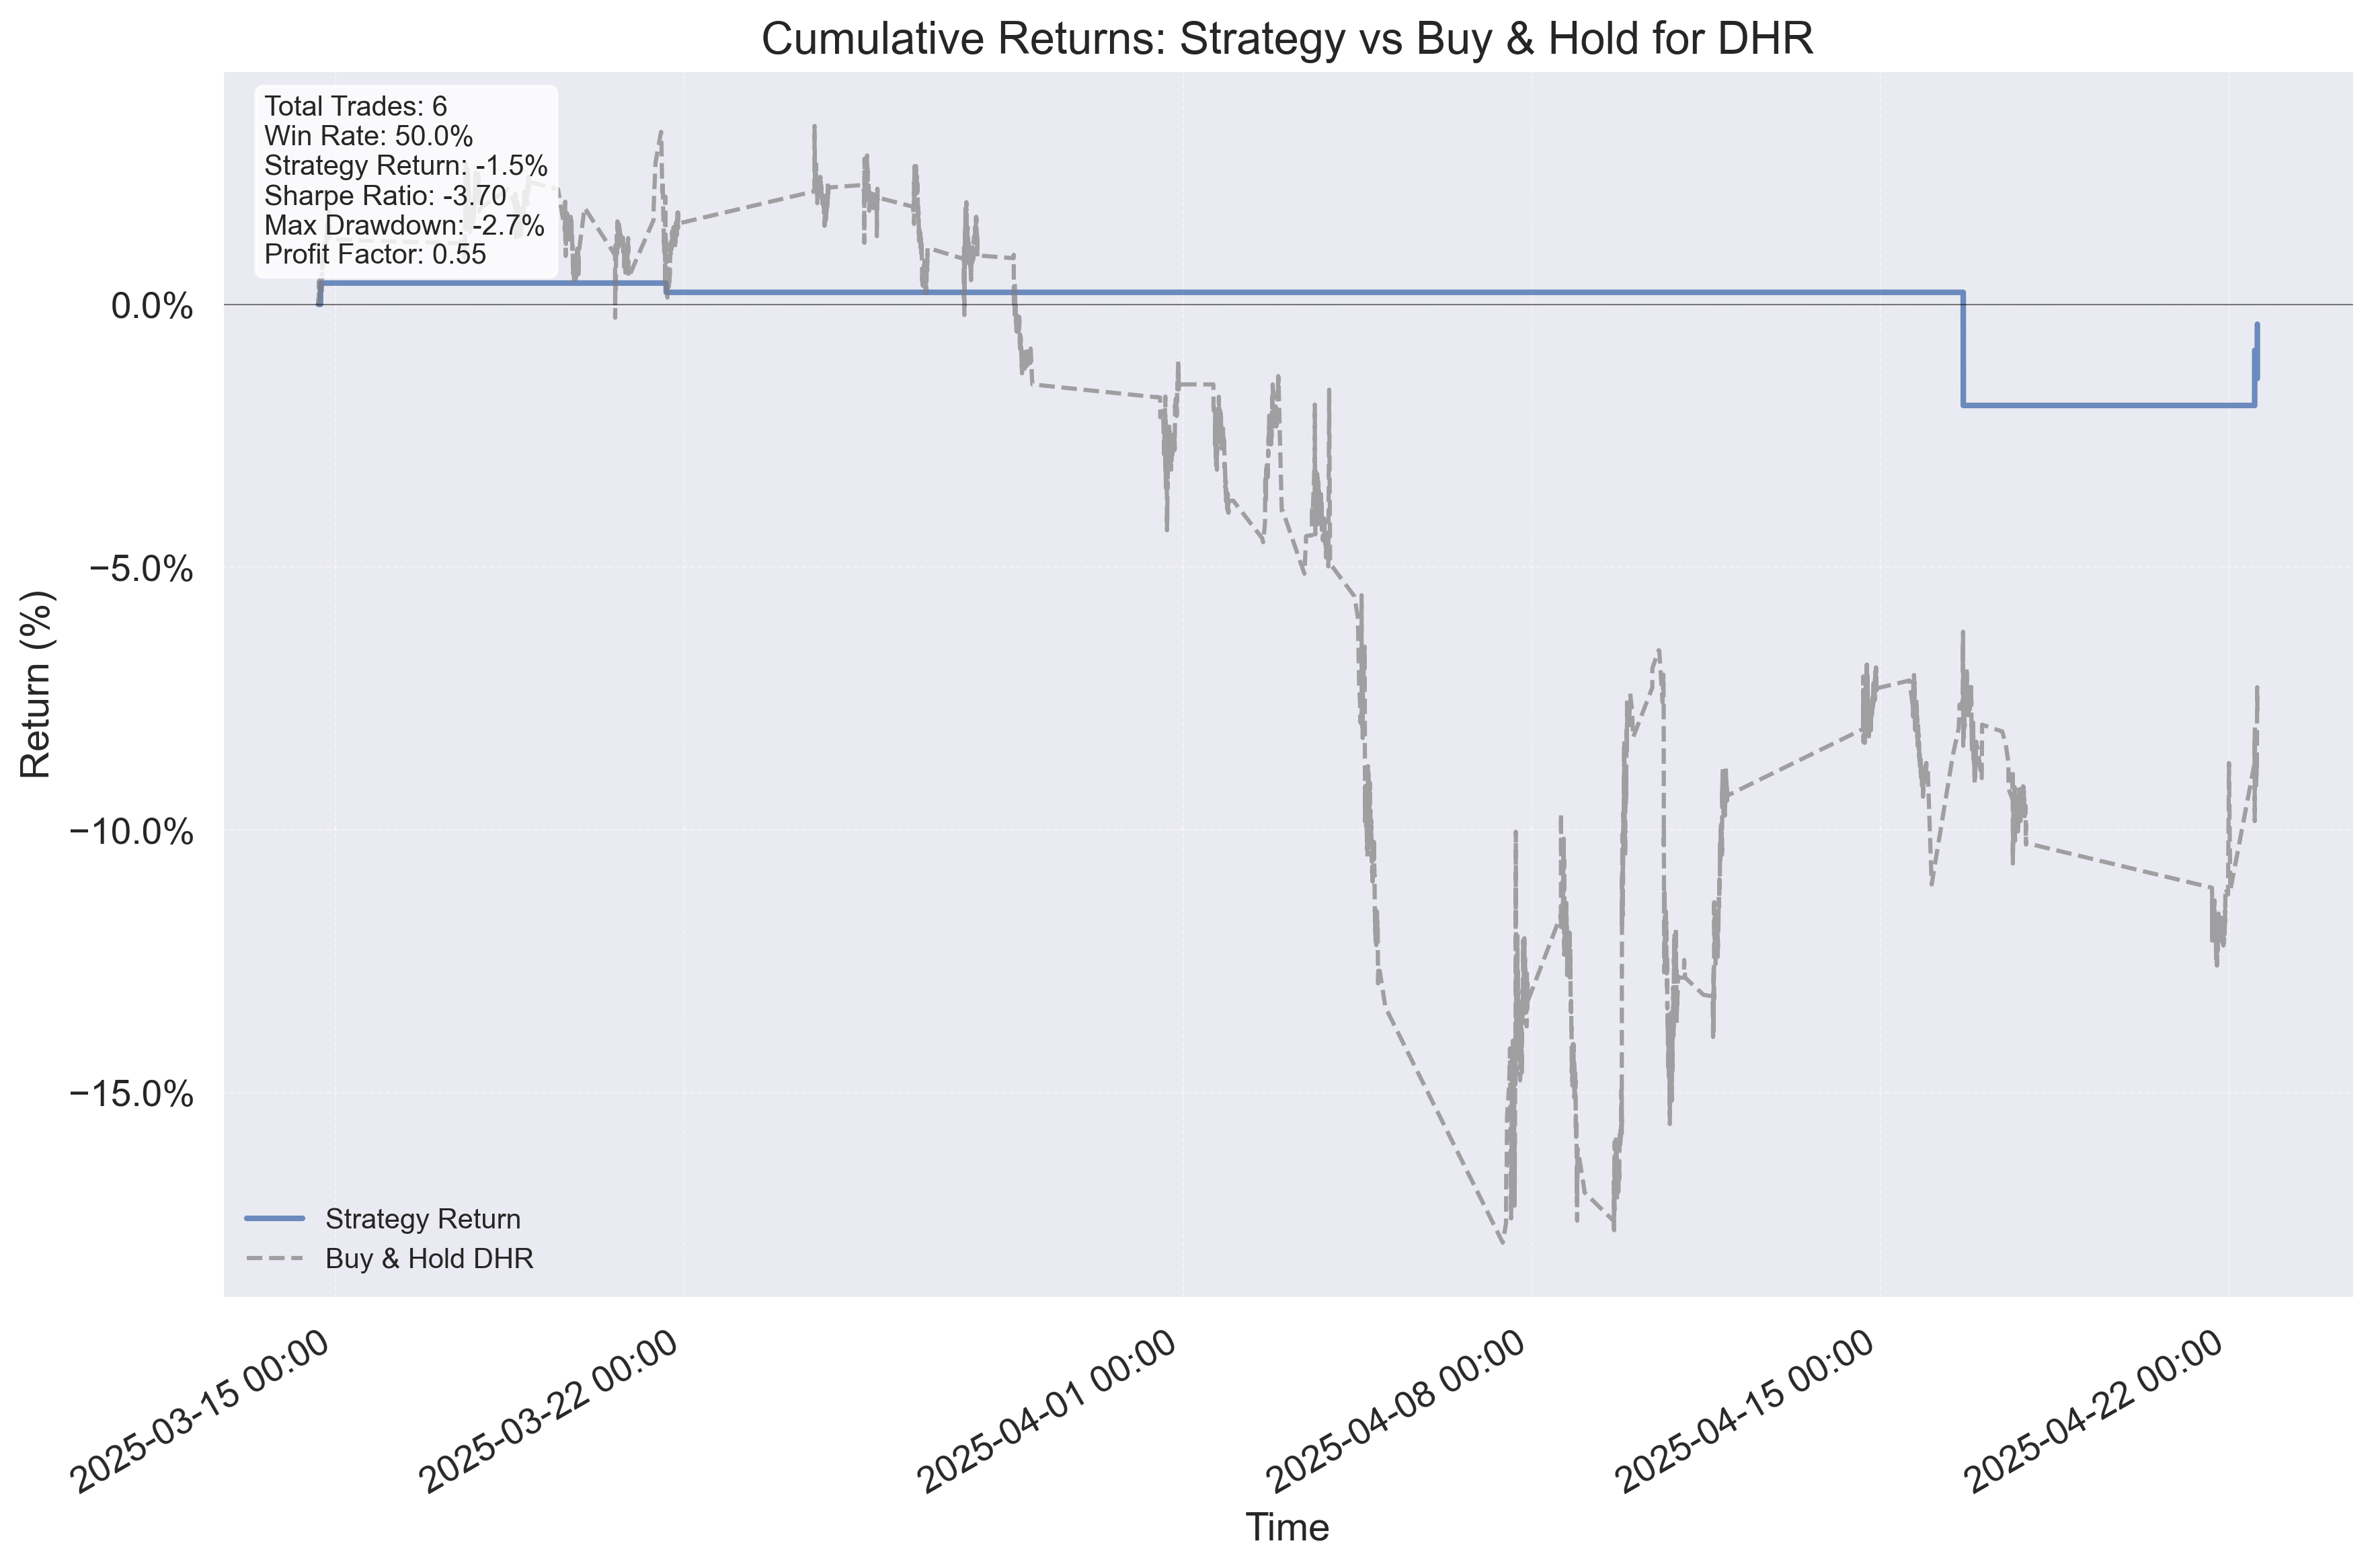 Cumulative Returns: Strategy vs Buy & Hold for DHR
Total Trades: 6
Win Rate: 50.0%
Strategy Return: -1.5%
Sharpe Ratio: -3.70
Max Drawdown: -2.7%
Profit Factor: 0.55
Return (%)
0.0%
−5.0%
−10.0%
−15.0%
Strategy Return
Buy & Hold DHR
2025-03-15 00:00
2025-03-22 00:00
2025-04-01 00:00
2025-04-08 00:00
2025-04-15 00:00
2025-04-22 00:00
Time